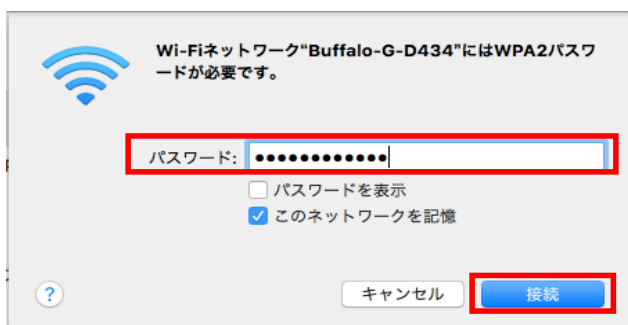 Wi-Fiネットワーク“Buffalo-G-D434”にはWPA2パスワ
ードが必要です。
パスワード: ●●●●●●●●●●●●
パスワードを表示
このネットワークを記憶
? キャンセル 接続